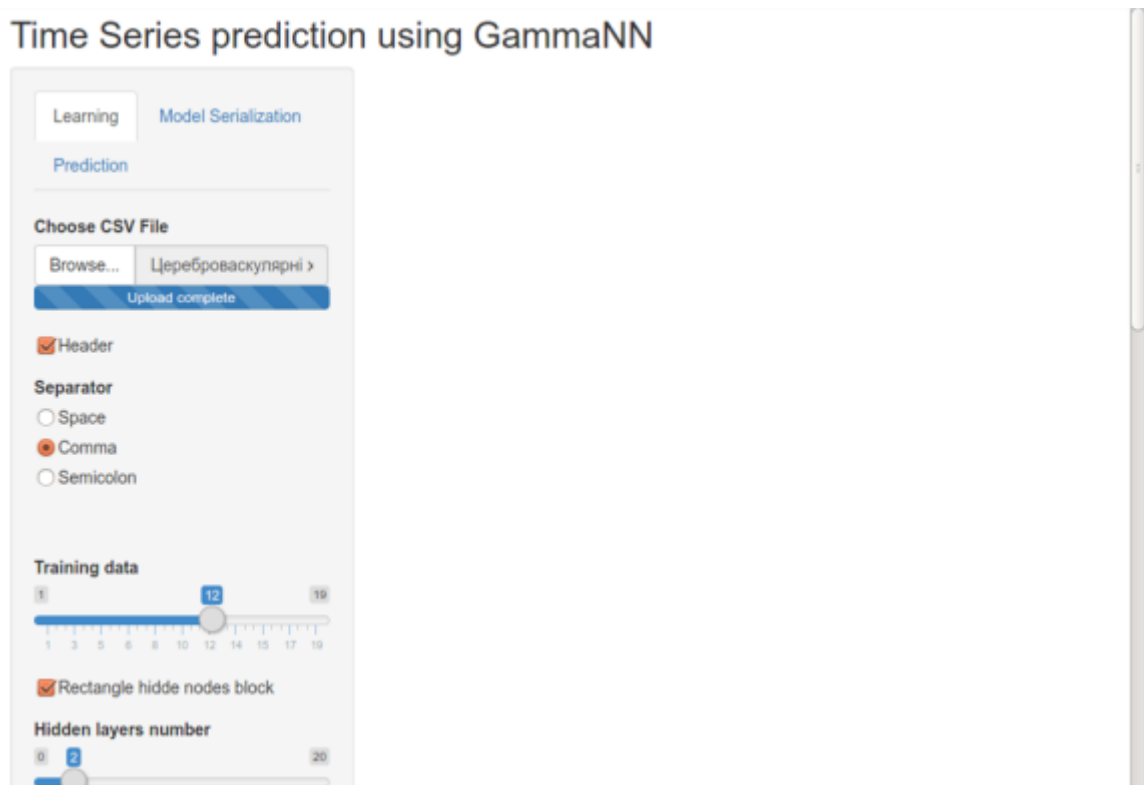 Time Series prediction using GammaNN
Learning Model Serialization
Prediction
Choose CSV File
Browse... Цереброваскулярні
Upload complete
Header
Separator
Space
Comma
Semicolon
Training data
1 12 19
1 3 5 6 8 10 12 14 15 17 19
Rectangle hidde nodes block
Hidden layers number
0 2 20